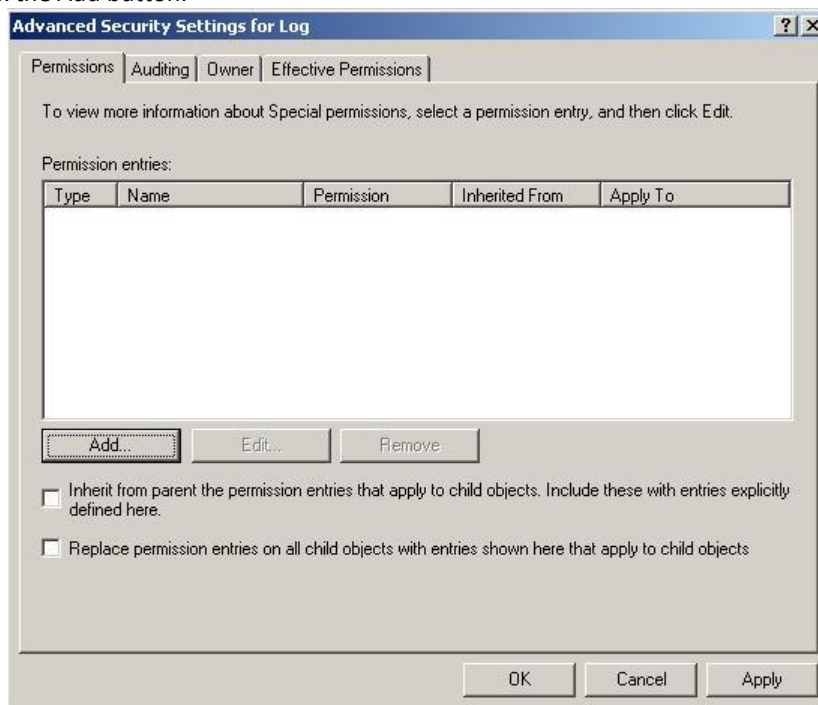 the Add button.
Advanced Security Settings for Log
Permissions Auditing Owner Effective Permissions
To view more information about Special permissions, select a permission entry, and then click Edit.
Permission entries:
Type Name Permission Inherited From Apply To
Add... Edit... Remove
Inherit from parent the permission entries that apply to child objects. Include these with entries explicitly
defined here.
Replace permission entries on all child objects with entries shown here that apply to child objects
OK Cancel Apply